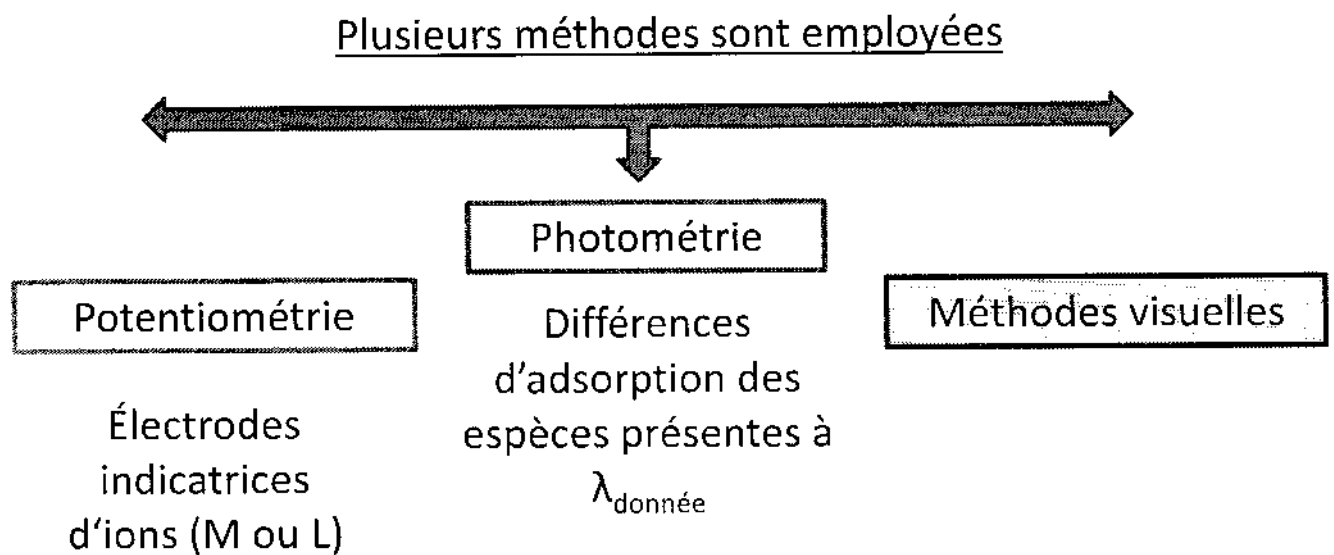 Plusieurs méthodes sont employées
Potentiométrie
Électrodes
indicatrices
d'ions (M ou L)
Photométrie
Différences
d'adsorption des
espèces présentes à
λdonnée
Méthodes visuelles